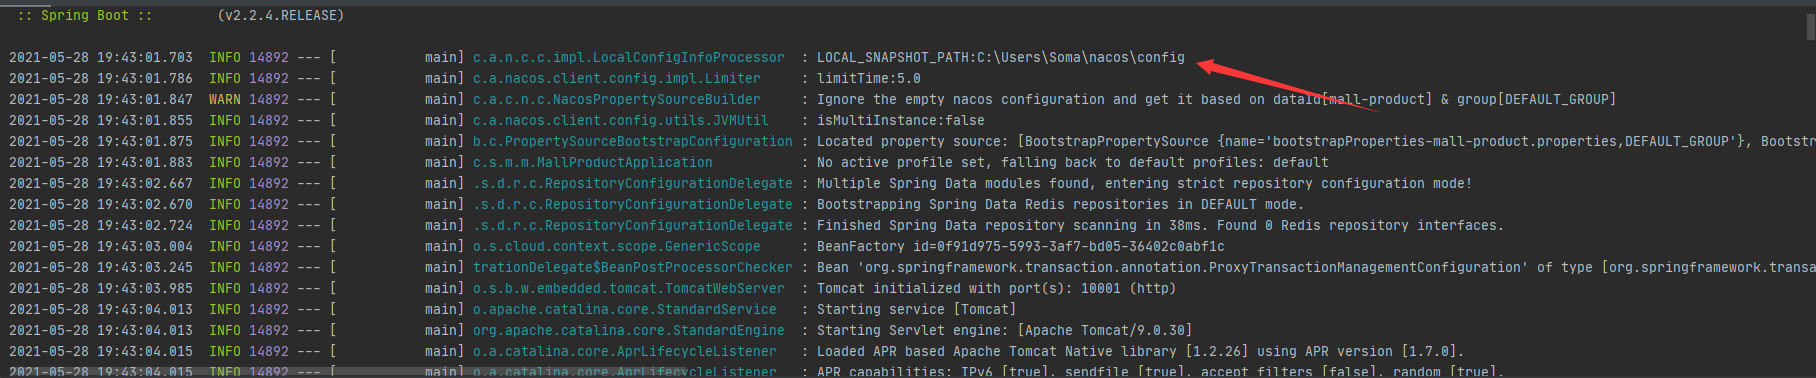 :: Spring Boot ::        (v2.2.4.RELEASE)
2021-05-28 19:43:01.703  INFO 14892 --- [           main] c.a.n.c.c.impl.LocalConfigInfoProcessor  : LOCAL_SNAPSHOT_PATH:C:\Users\Soma\nacos\config
2021-05-28 19:43:01.786  INFO 14892 --- [           main] c.a.nacos.client.config.impl.Limiter     : limitTime:5.0
2021-05-28 19:43:01.847  WARN 14892 --- [           main] c.a.c.n.c.NacosPropertySourceBuilder     : Ignore the empty nacos configuration and get it based on dataId[mall-product] & group[DEFAULT_GROUP]
2021-05-28 19:43:01.855  INFO 14892 --- [           main] c.a.nacos.client.config.utils.JVMUtil    : isMultiInstance:false
2021-05-28 19:43:01.875  INFO 14892 --- [           main] b.c.PropertySourceBootstrapConfiguration : Located property source: [BootstrapPropertySource {name='bootstrapProperties-mall-product.properties,DEFAULT_GROUP'}, Bootstr
2021-05-28 19:43:01.883  INFO 14892 --- [           main] c.s.m.m.MallProductApplication           : No active profile set, falling back to default profiles: default
2021-05-28 19:43:02.667  INFO 14892 --- [           main] .s.d.r.c.RepositoryConfigurationDelegate : Multiple Spring Data modules found, entering strict repository configuration mode!
2021-05-28 19:43:02.670  INFO 14892 --- [           main] .s.d.r.c.RepositoryConfigurationDelegate : Bootstrapping Spring Data Redis repositories in DEFAULT mode.
2021-05-28 19:43:02.724  INFO 14892 --- [           main] .s.d.r.c.RepositoryConfigurationDelegate : Finished Spring Data repository scanning in 38ms. Found 0 Redis repository interfaces.
2021-05-28 19:43:03.004  INFO 14892 --- [           main] o.s.cloud.context.scope.GenericScope     : BeanFactory id=0f91d975-5993-3af7-bd05-36402c0abf1c
2021-05-28 19:43:03.245  INFO 14892 --- [           main] trationDelegate$BeanPostProcessorChecker : Bean 'org.springframework.transaction.annotation.ProxyTransactionManagementConfiguration' of type [org.springframework.transa
2021-05-28 19:43:03.985  INFO 14892 --- [           main] o.s.b.w.embedded.tomcat.TomcatWebServer  : Tomcat initialized with port(s): 10001 (http)
2021-05-28 19:43:04.013  INFO 14892 --- [           main] o.apache.catalina.core.StandardService   : Starting service [Tomcat]
2021-05-28 19:43:04.013  INFO 14892 --- [           main] org.apache.catalina.core.StandardEngine  : Starting Servlet engine: [Apache Tomcat/9.0.30]
2021-05-28 19:43:04.015  INFO 14892 --- [           main] o.a.catalina.core.AprLifecycleListener   : Loaded APR based Apache Tomcat Native library [1.2.26] using APR version [1.7.0].
2021-05-28 19:43:04.015  INFO 14892 --- [           main] o.a.catalina.core.AprLifecycleListener   : APR capabilities: IPv6 [true], sendfile [true], accept filters [false], random [true].